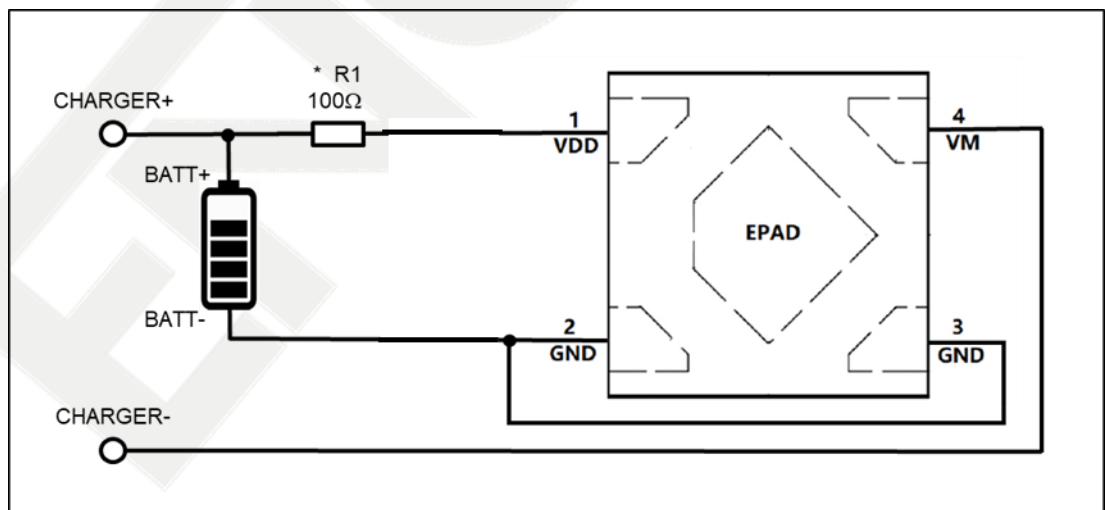 * R1
100Ω
CHARGER+
1
VDD
4
VM
BATT+
EPAD
BATT-
2
GND
3
GND
CHARGER-